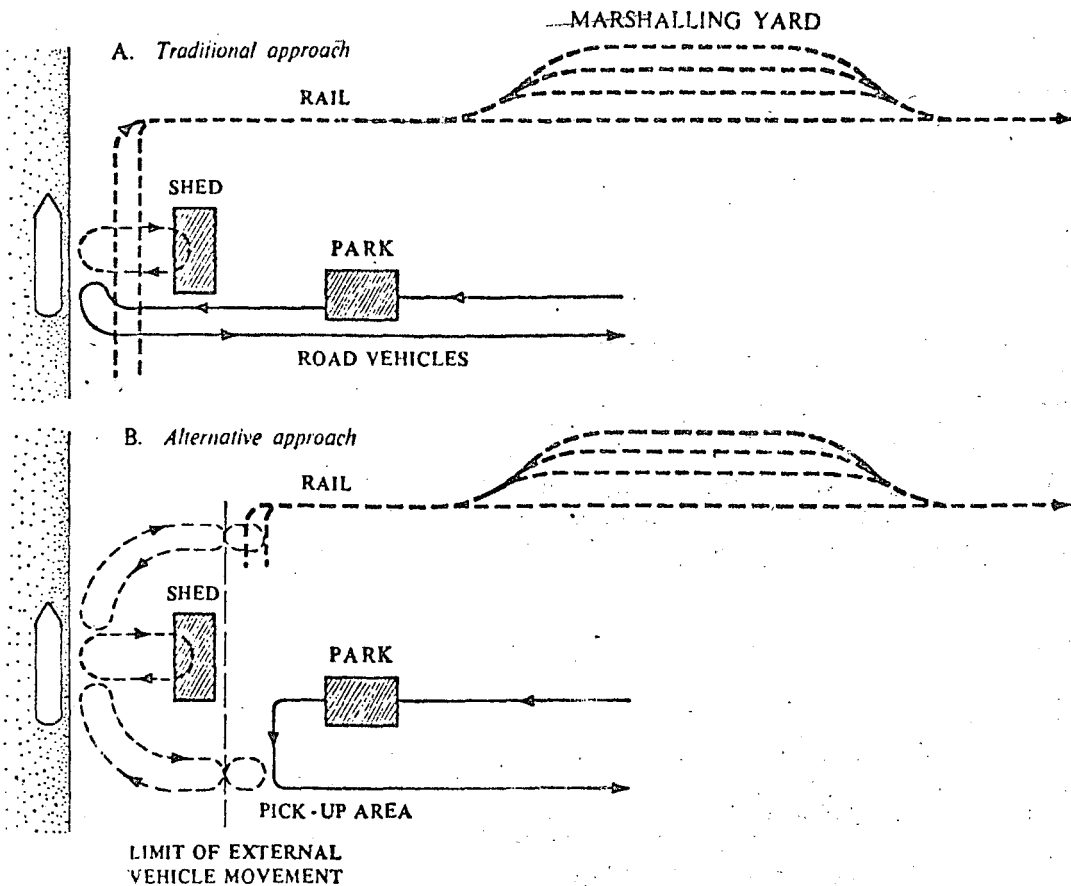 MARSHALLING YARD
A. Traditional approach
RAIL
SHED
PARK
ROAD VEHICLES
B. Alternative approach
RAIL
SHED
PARK
PICK-UP AREA
LIMIT OF EXTERNAL
VEHICLE MOVEMENT